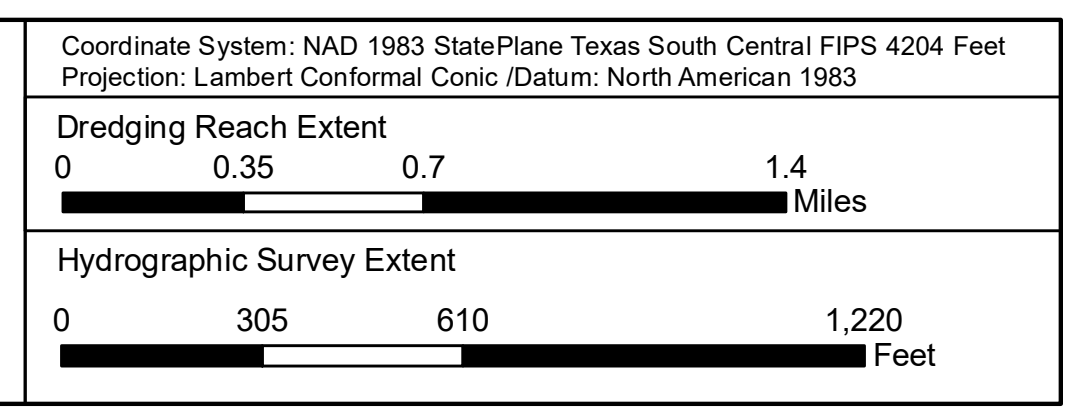 Coordinate System: NAD 1983 StatePlane Texas South Central FIPS 4204 Feet
Projection: Lambert Conformal Conic /Datum: North American 1983
Dredging Reach Extent
0 0.35 0.7 1.4
Miles
Hydrographic Survey Extent
0 305 610 1,220
Feet